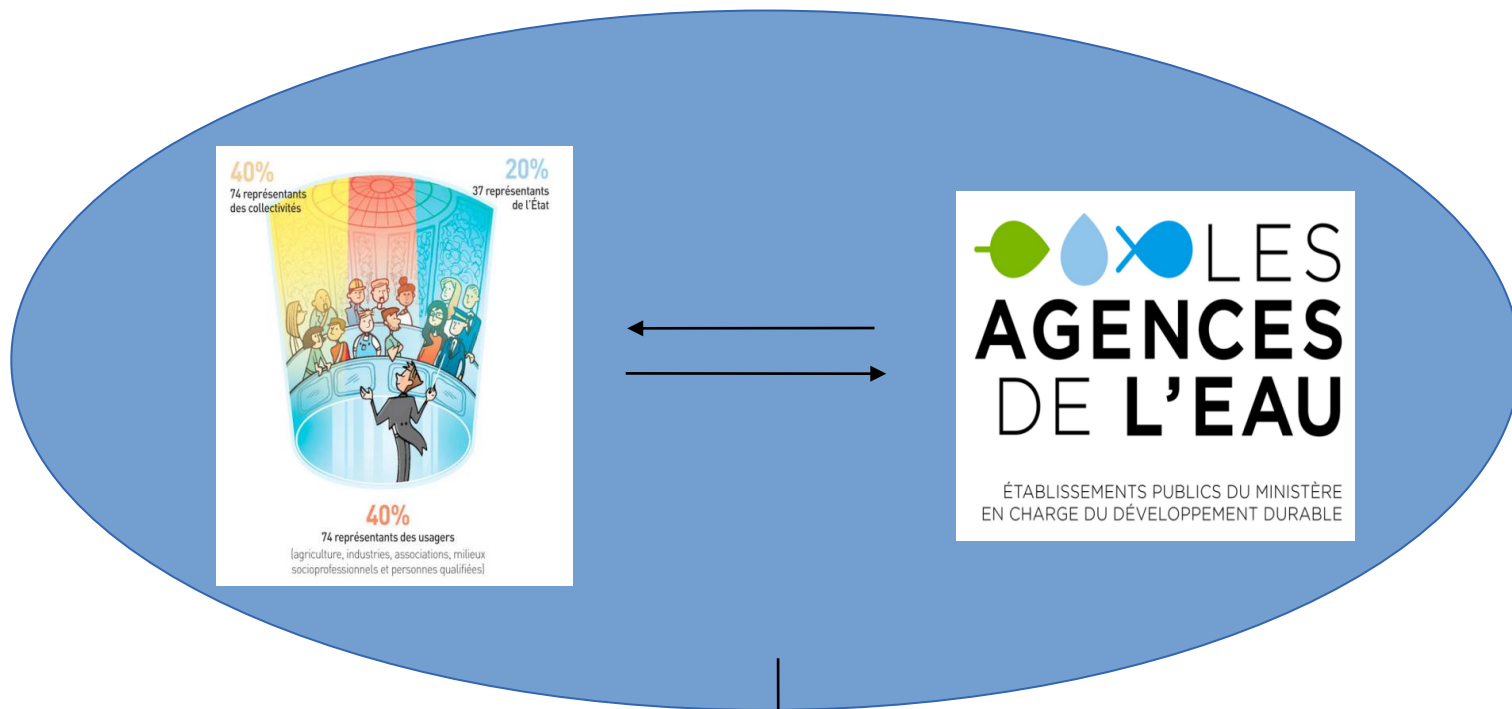 40%
74 représentants
des collectivités
20%
37 représentants
de l'État
40%
74 représentants des usagers
(agriculture, industries, associations, milieux
socioprofessionnels et personnes qualifiées)
LES
AGENCES
DE L'EAU
ÉTABLISSEMENTS PUBLICS DU MINISTÈRE
EN CHARGE DU DÉVELOPPEMENT DURABLE